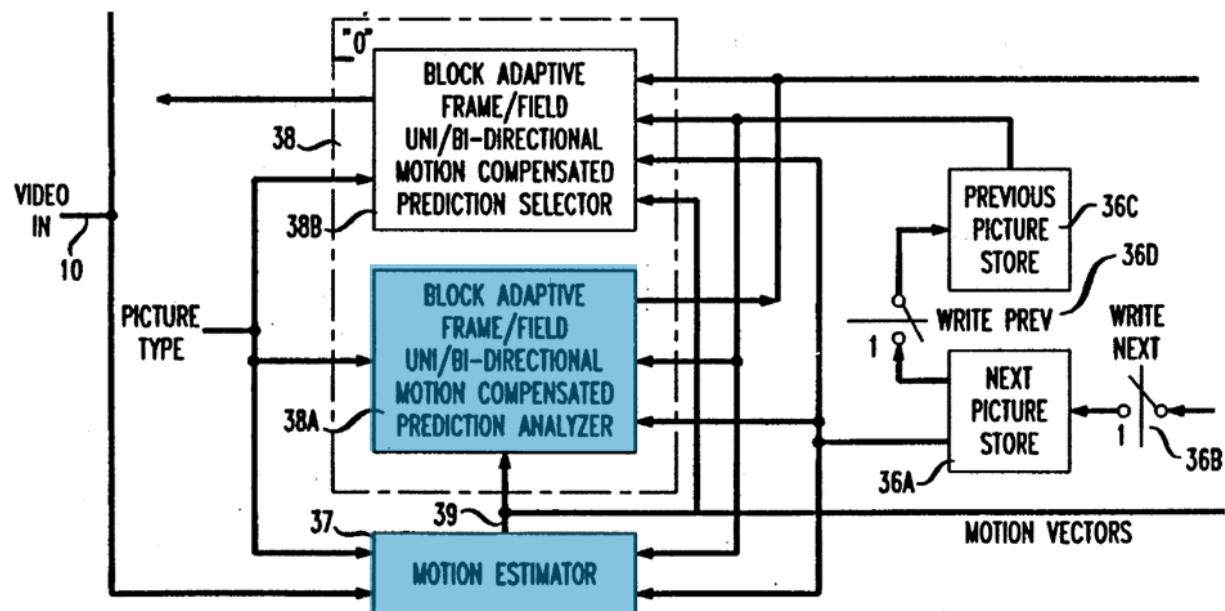 "0"
BLOCK ADAPTIVE
FRAME/FIELD
UNI/BI-DIRECTIONAL
MOTION COMPENSATED
PREDICTION SELECTOR
38
38B
VIDEO
IN
10
PREVIOUS
PICTURE
STORE
36C
36D
WRITE PREV
1
WRITE
NEXT
PICTURE
TYPE
BLOCK ADAPTIVE
FRAME/FIELD
UNI/BI-DIRECTIONAL
MOTION COMPENSATED
PREDICTION ANALYZER
38A
NEXT
PICTURE
STORE
36A
1
36B
39
37
MOTION VECTORS
MOTION ESTIMATOR